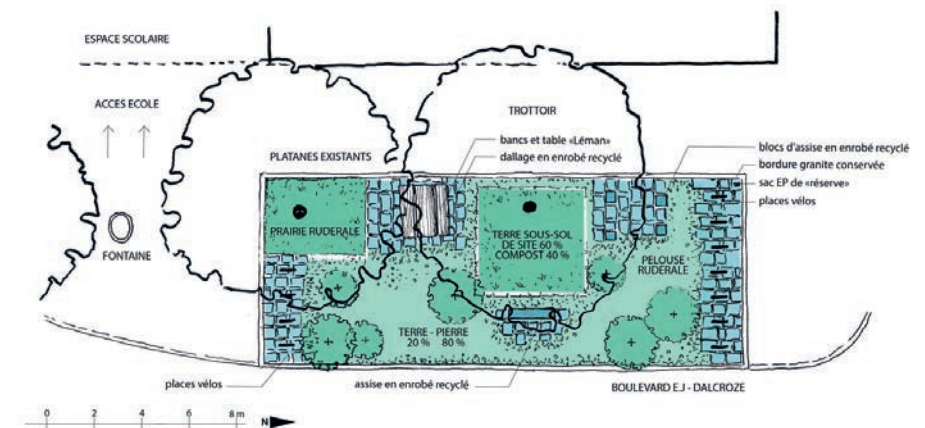 ESPACE SCOLAIRE
ACCES ECOLE
TROTTOIR
bancs et table «Léman»
dallage en enrobé recyclé
blocs d'assise en enrobé recyclé
bordure granite conservée
sac EP de «réserve»
places vélos
PLATANES EXISTANTS
PRAIRIE RUDERALE
TERRE SOUS-SOL
DE SITE 60 %
COMPOST 40 %
FONTAINE
PELOUSE
RUDERALE
TERRE - PIERRE
20 % 80 %
places vélos
assise en enrobé recyclé
BOULEVARD E.J - DALCROZE
0 2 4 6 8 m
N